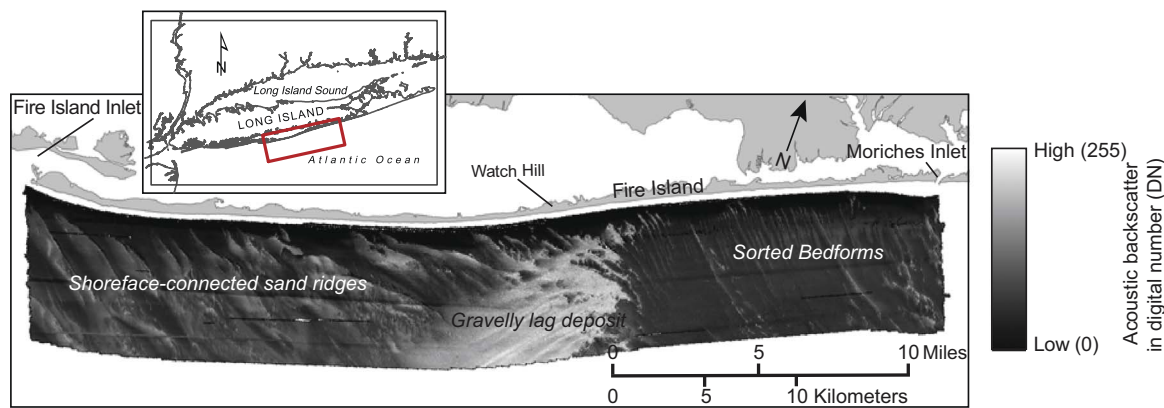 N
Long Island Sound
LONG ISLAND
Atlantic Ocean
Fire Island Inlet
Watch Hill
Fire Island
N
Moriches Inlet
Shoreface-connected sand ridges
Gravelly lag deposit
Sorted Bedforms
0 5 10 Miles
0 5 10 Kilometers
High (255)
Low (0)
Acoustic backscatter
in digital number (DN)